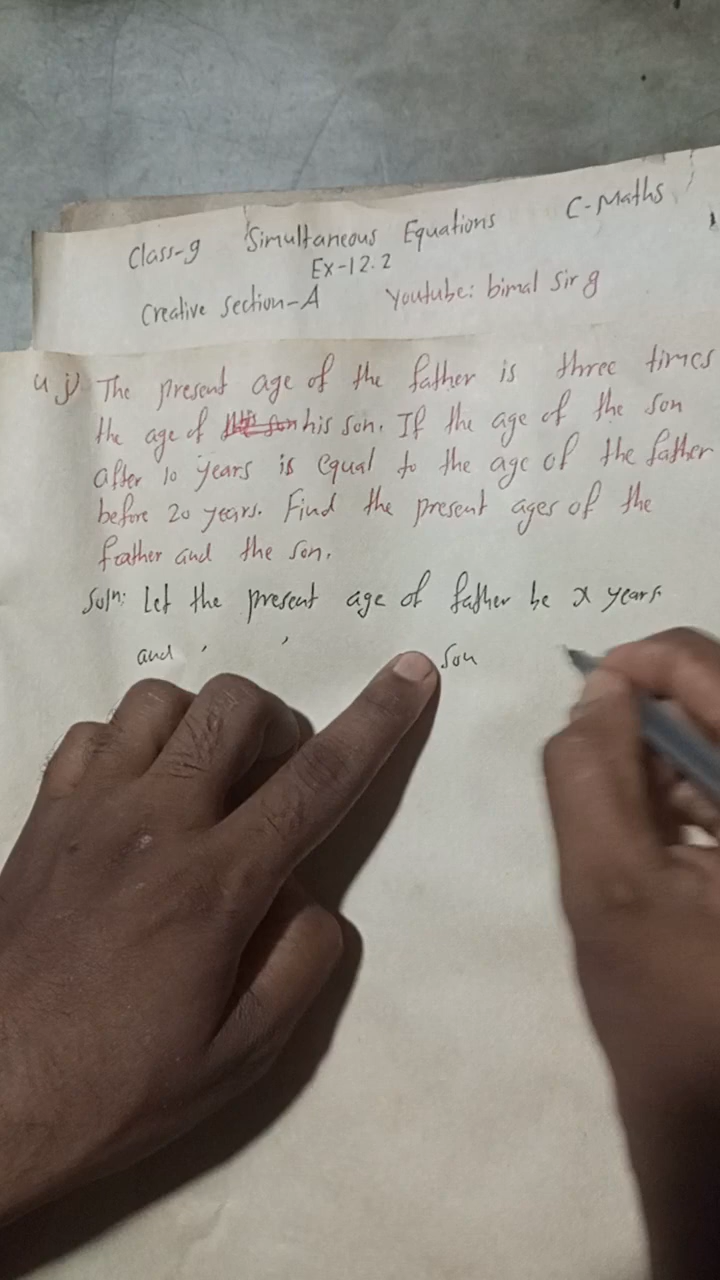 Class-9 Simultaneous Equations C-Maths
Ex-12.2
Creative section-A Youtube: bimal Sir g
The present age of the father is three times
the age of his son. If the age of the son
after 10 years is equal to the age of the father
before 20 years. Find the present ages of the
father and the son.
Soln: Let the present age of father be x years
and ' ' son